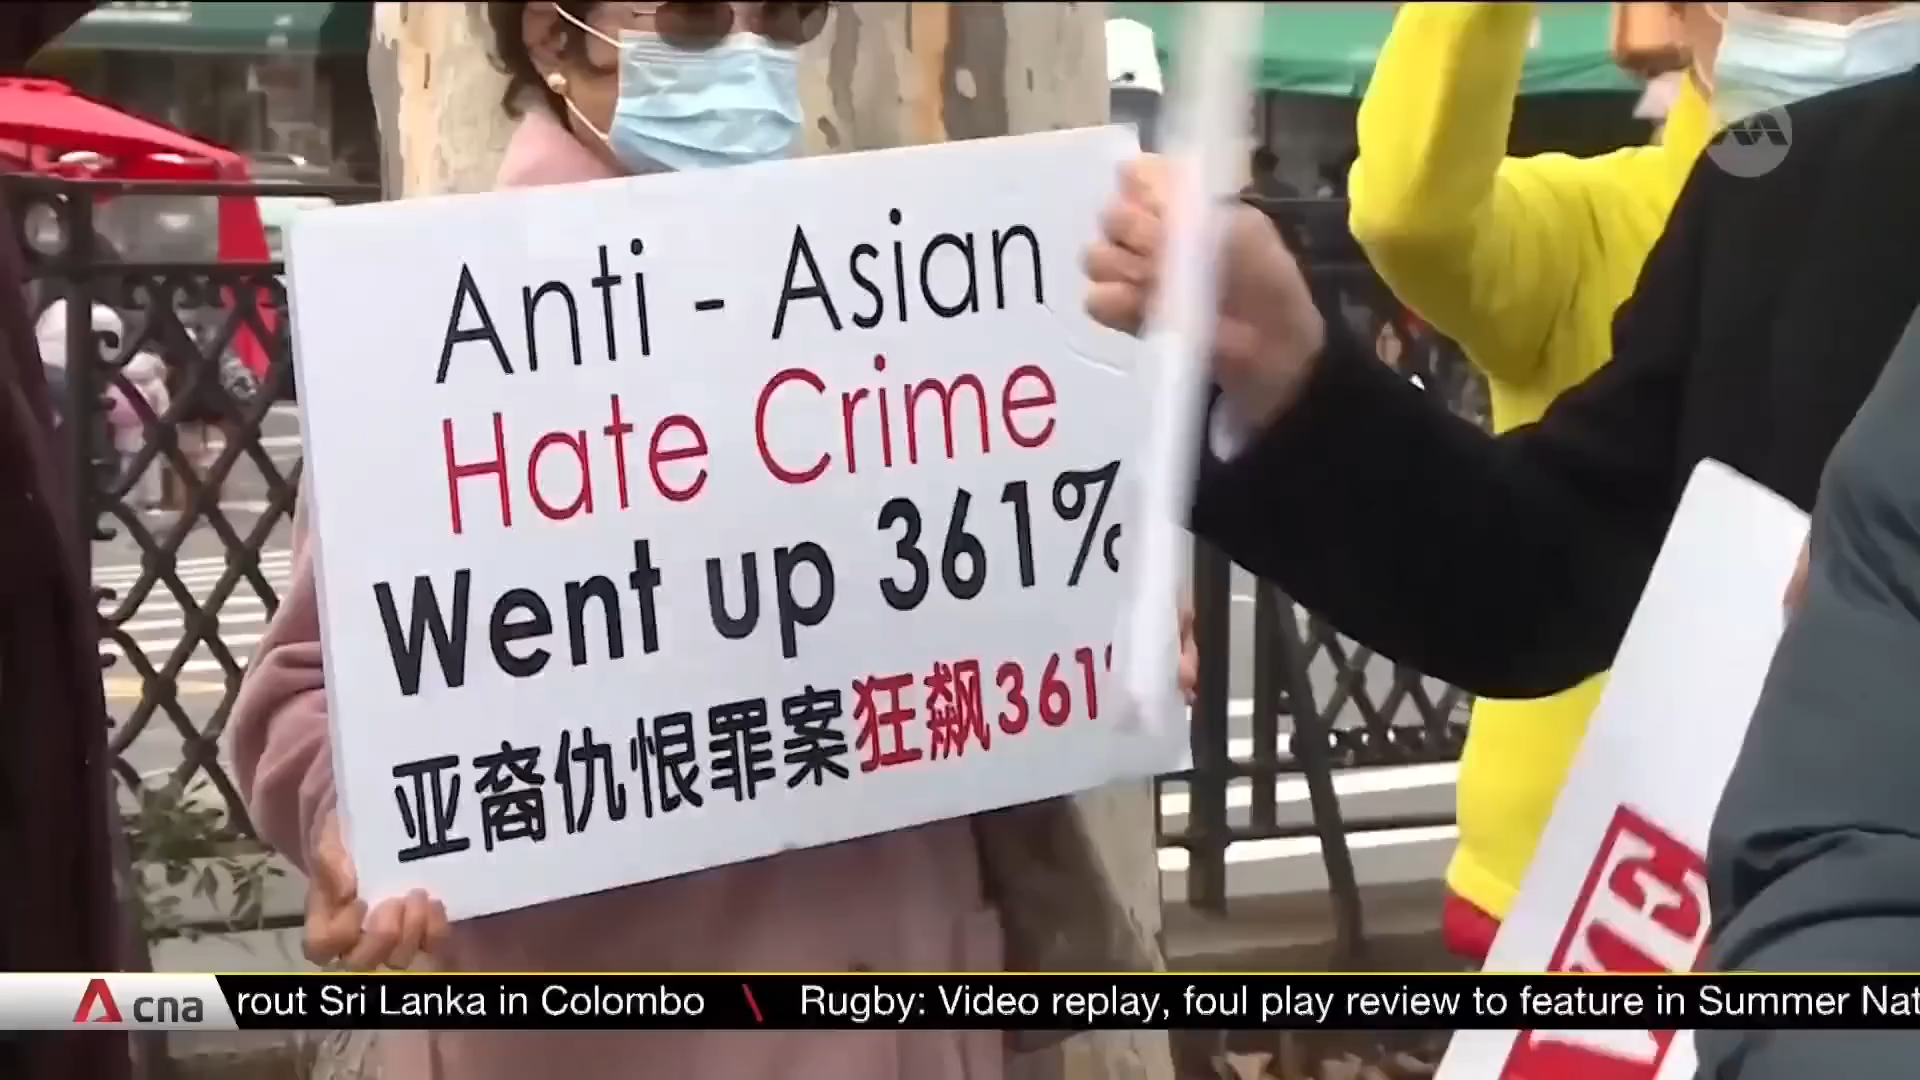 Anti - Asian
Hate Crime
Went up 361%
亚裔仇恨罪案狂飙361
cna
rout Sri Lanka in Colombo \ Rugby: Video replay, foul play review to feature in Summer Nat